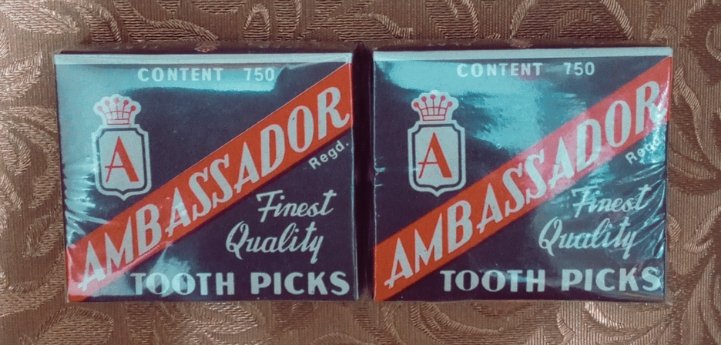 CONTENT 750
A
AMBASSADOR
Regd.
Finest
Quality
TOOTH PICKS
CONTENT 750
A
AMBASSADOR
Regd.
Finest
Quality
TOOTH PICKS